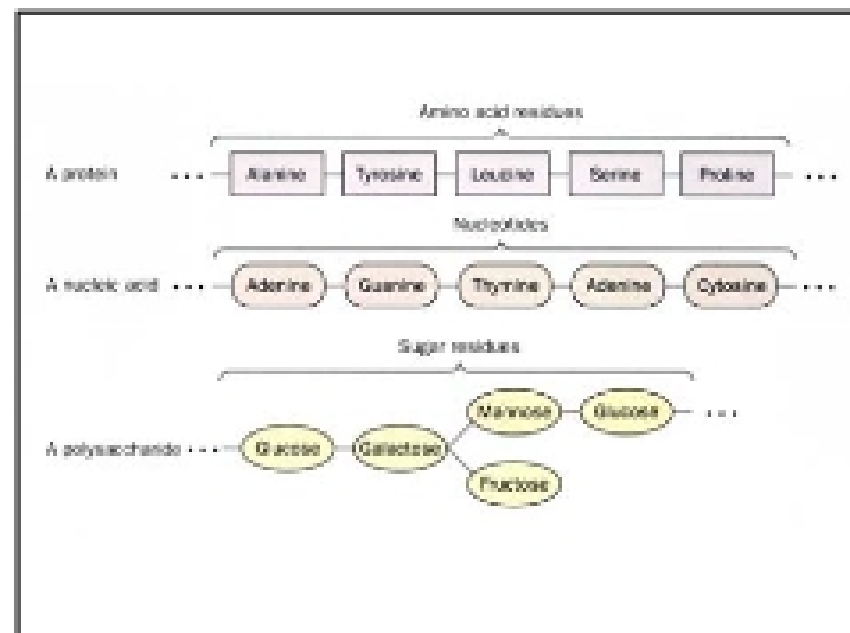 Amino acid residues
A protein ... Alanine Tyrosine Leucine Serine Proline ...
Nucleotides
A nucleic acid ... Adenine Guanine Thymine Adenine Cytosine ...
Sugar residues
Mannose Glucose ...
A polysaccharide ... Glucose Galactose
Fructose